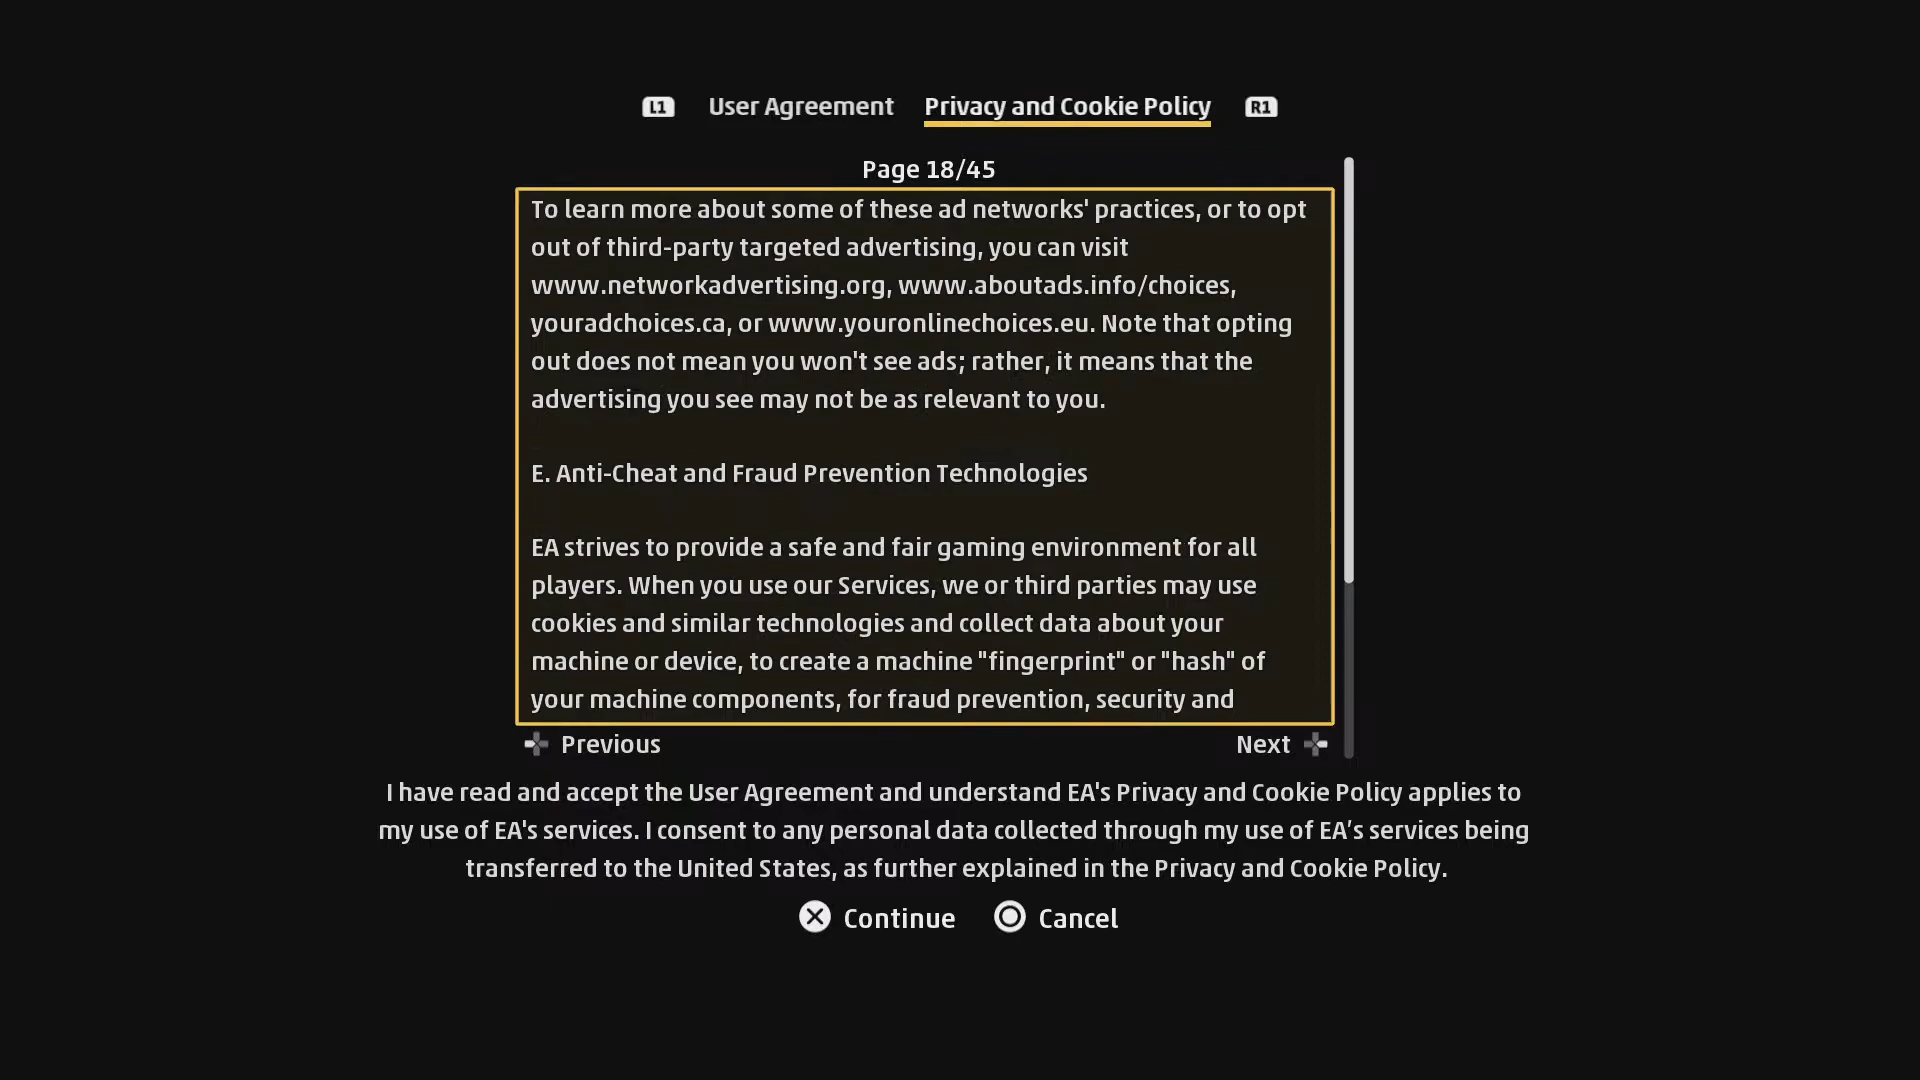 L1 User Agreement Privacy and Cookie Policy R1
Page 18/45
To learn more about some of these ad networks' practices, or to opt
out of third-party targeted advertising, you can visit
www.networkadvertising.org, www.aboutads.info/choices,
youradchoices.ca, or www.youronlinechoices.eu. Note that opting
out does not mean you won't see ads; rather, it means that the
advertising you see may not be as relevant to you.
E. Anti-Cheat and Fraud Prevention Technologies
EA strives to provide a safe and fair gaming environment for all
players. When you use our Services, we or third parties may use
cookies and similar technologies and collect data about your
machine or device, to create a machine "fingerprint" or "hash" of
your machine components, for fraud prevention, security and
Previous Next
I have read and accept the User Agreement and understand EA's Privacy and Cookie Policy applies to
my use of EA's services. I consent to any personal data collected through my use of EA's services being
transferred to the United States, as further explained in the Privacy and Cookie Policy.
Continue Cancel